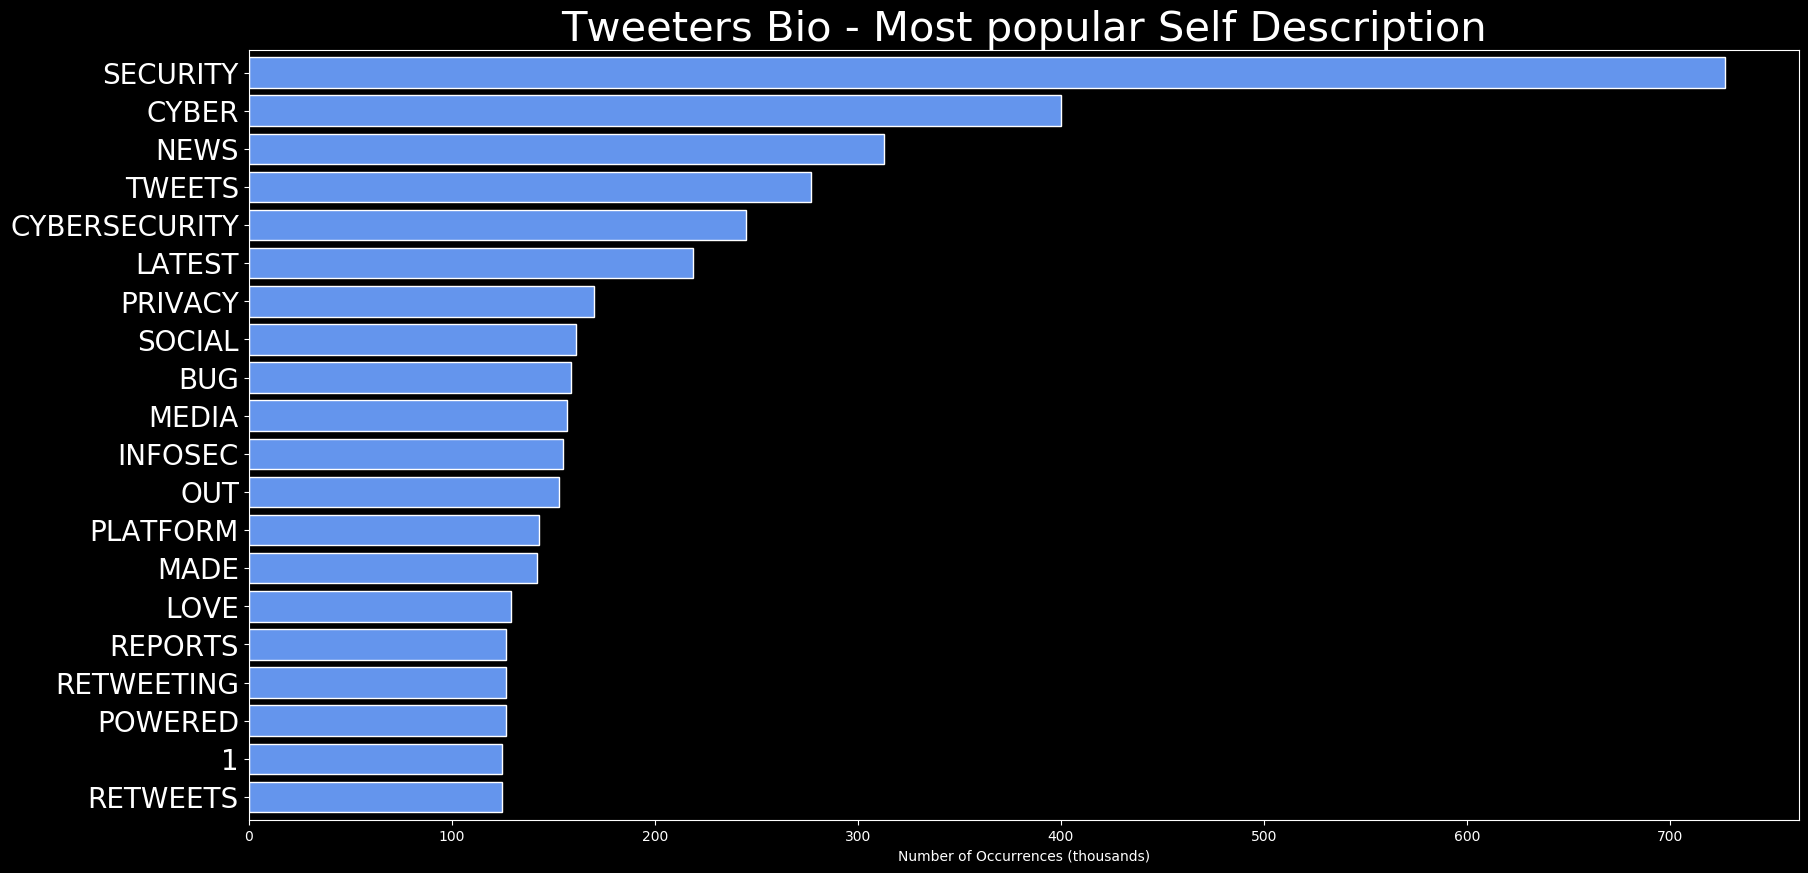 Tweeters Bio - Most popular Self Description
SECURITY
CYBER
NEWS
TWEETS
CYBERSECURITY
LATEST
PRIVACY
SOCIAL
BUG
MEDIA
INFOSEC
OUT
PLATFORM
MADE
LOVE
REPORTS
RETWEETING
POWERED
1
RETWEETS
0 100 200 300 400 500 600 700
Number of Occurrences (thousands)